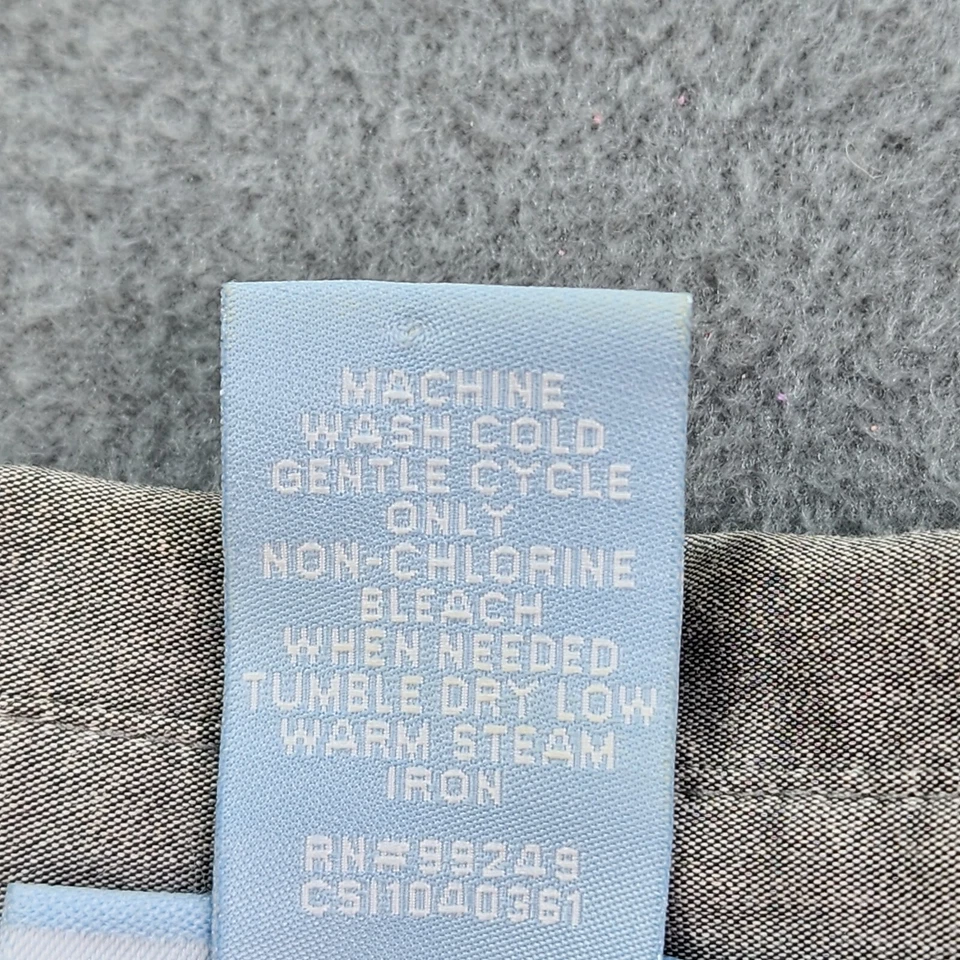 MACHINE
WASH COLD
GENTLE CYCLE
ONLY
NON-CHLORINE
BLEACH
WHEN NEEDED
TUMBLE DRY LOW
WARM STEAM
IRON
RN#99249
CSI1040361